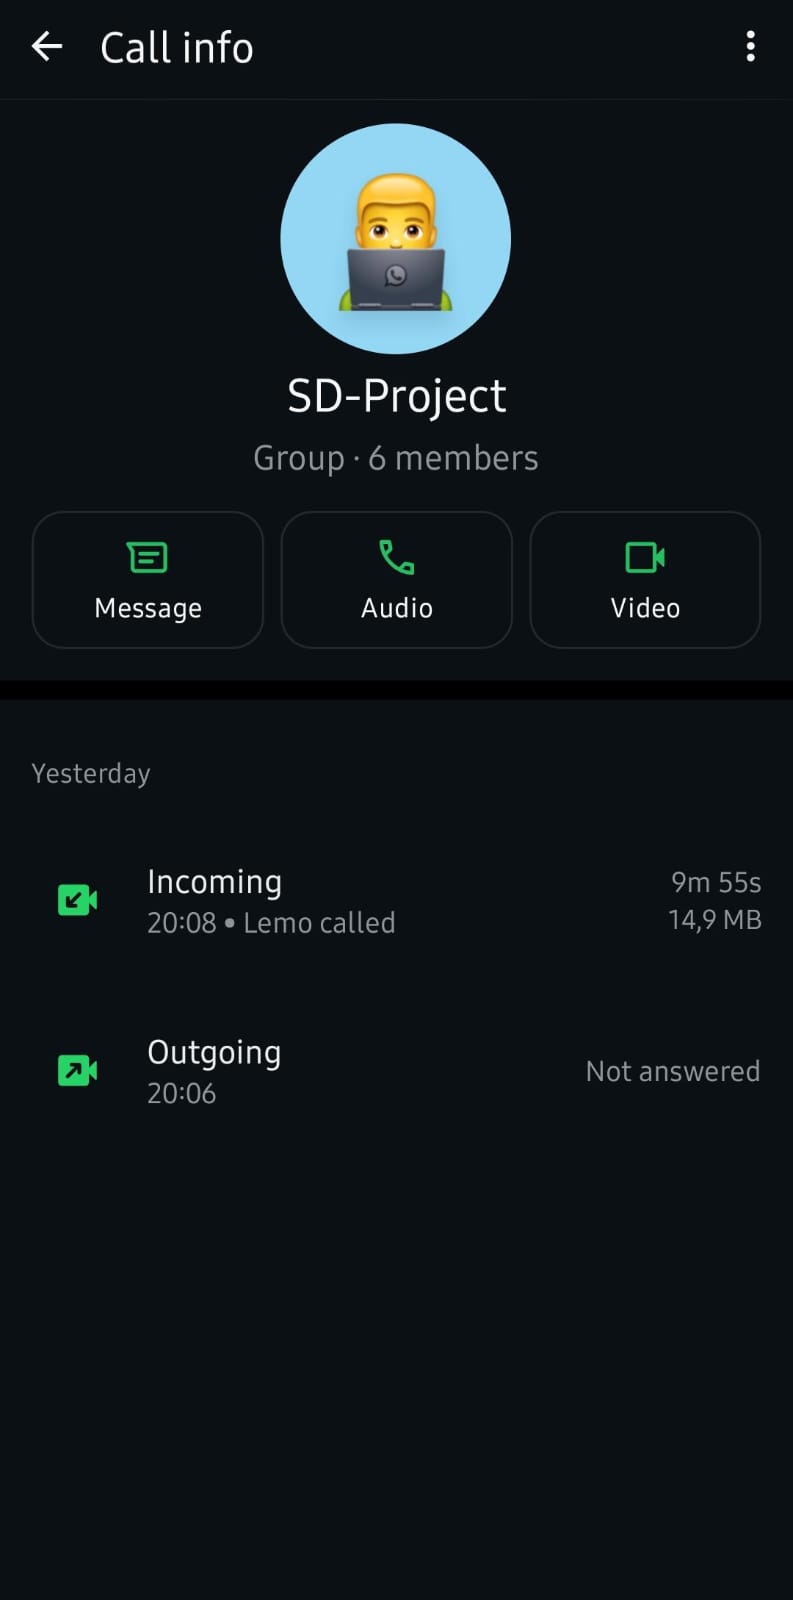 Call info
SD-Project
Group · 6 members
Message
Audio
Video
Yesterday
Incoming
9m 55s
20:08 • Lemo called
14,9 MB
Outgoing
20:06
Not answered